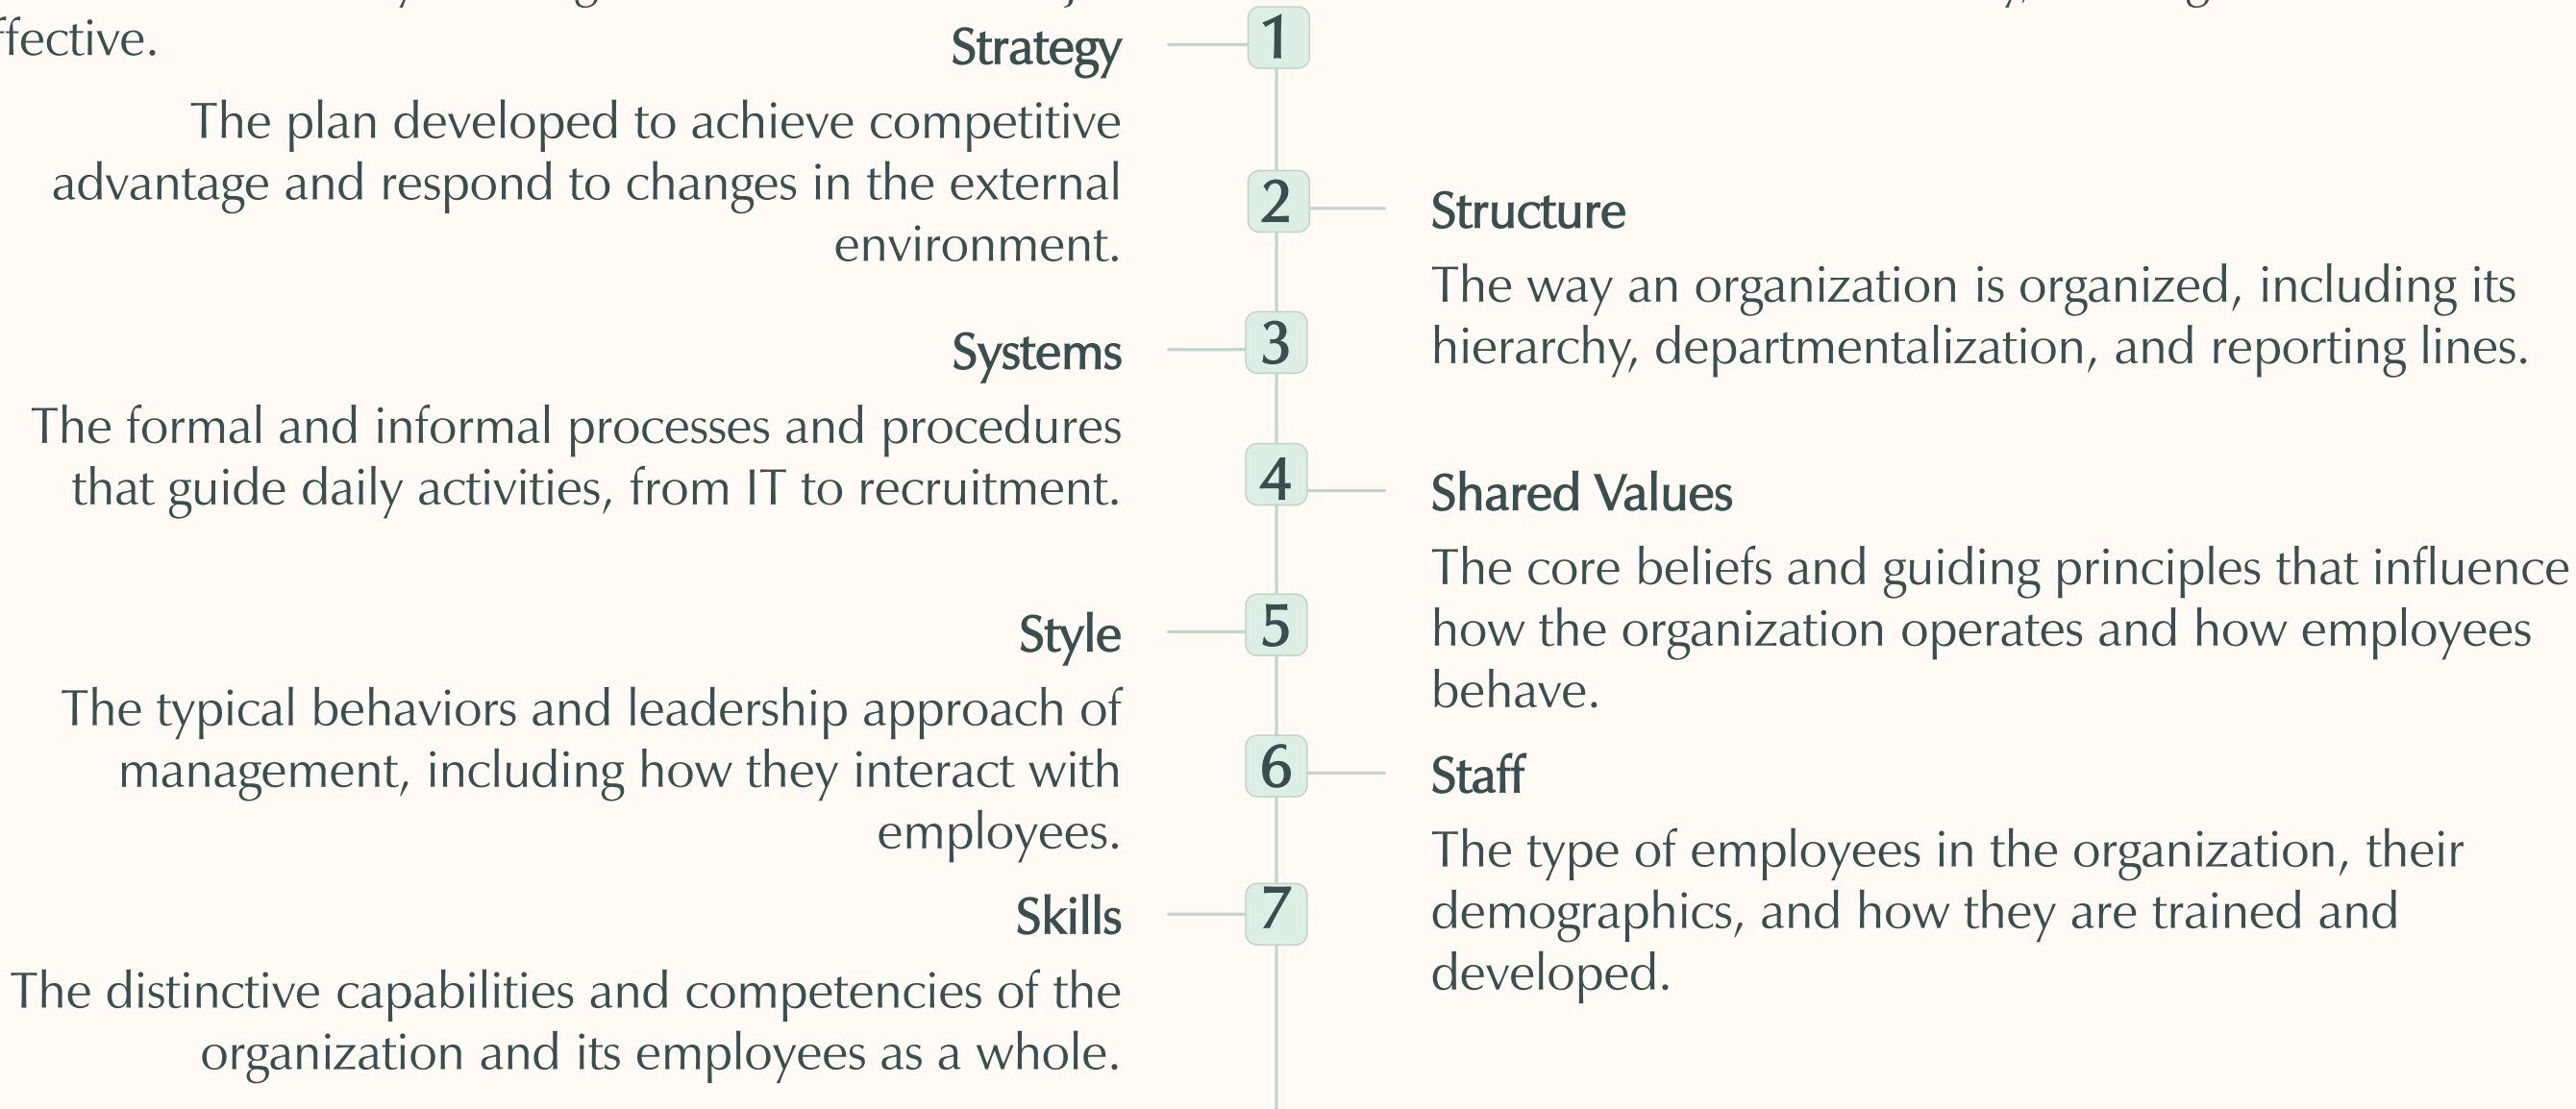 ffective.
Strategy
1
The plan developed to achieve competitive
advantage and respond to changes in the external
environment.
2
Structure
The way an organization is organized, including its
hierarchy, departmentalization, and reporting lines.
Systems
3
The formal and informal processes and procedures
that guide daily activities, from IT to recruitment.
4
Shared Values
The core beliefs and guiding principles that influence
how the organization operates and how employees
behave.
Style
5
The typical behaviors and leadership approach of
management, including how they interact with
employees.
6
Staff
The type of employees in the organization, their
demographics, and how they are trained and
developed.
Skills
7
The distinctive capabilities and competencies of the
organization and its employees as a whole.